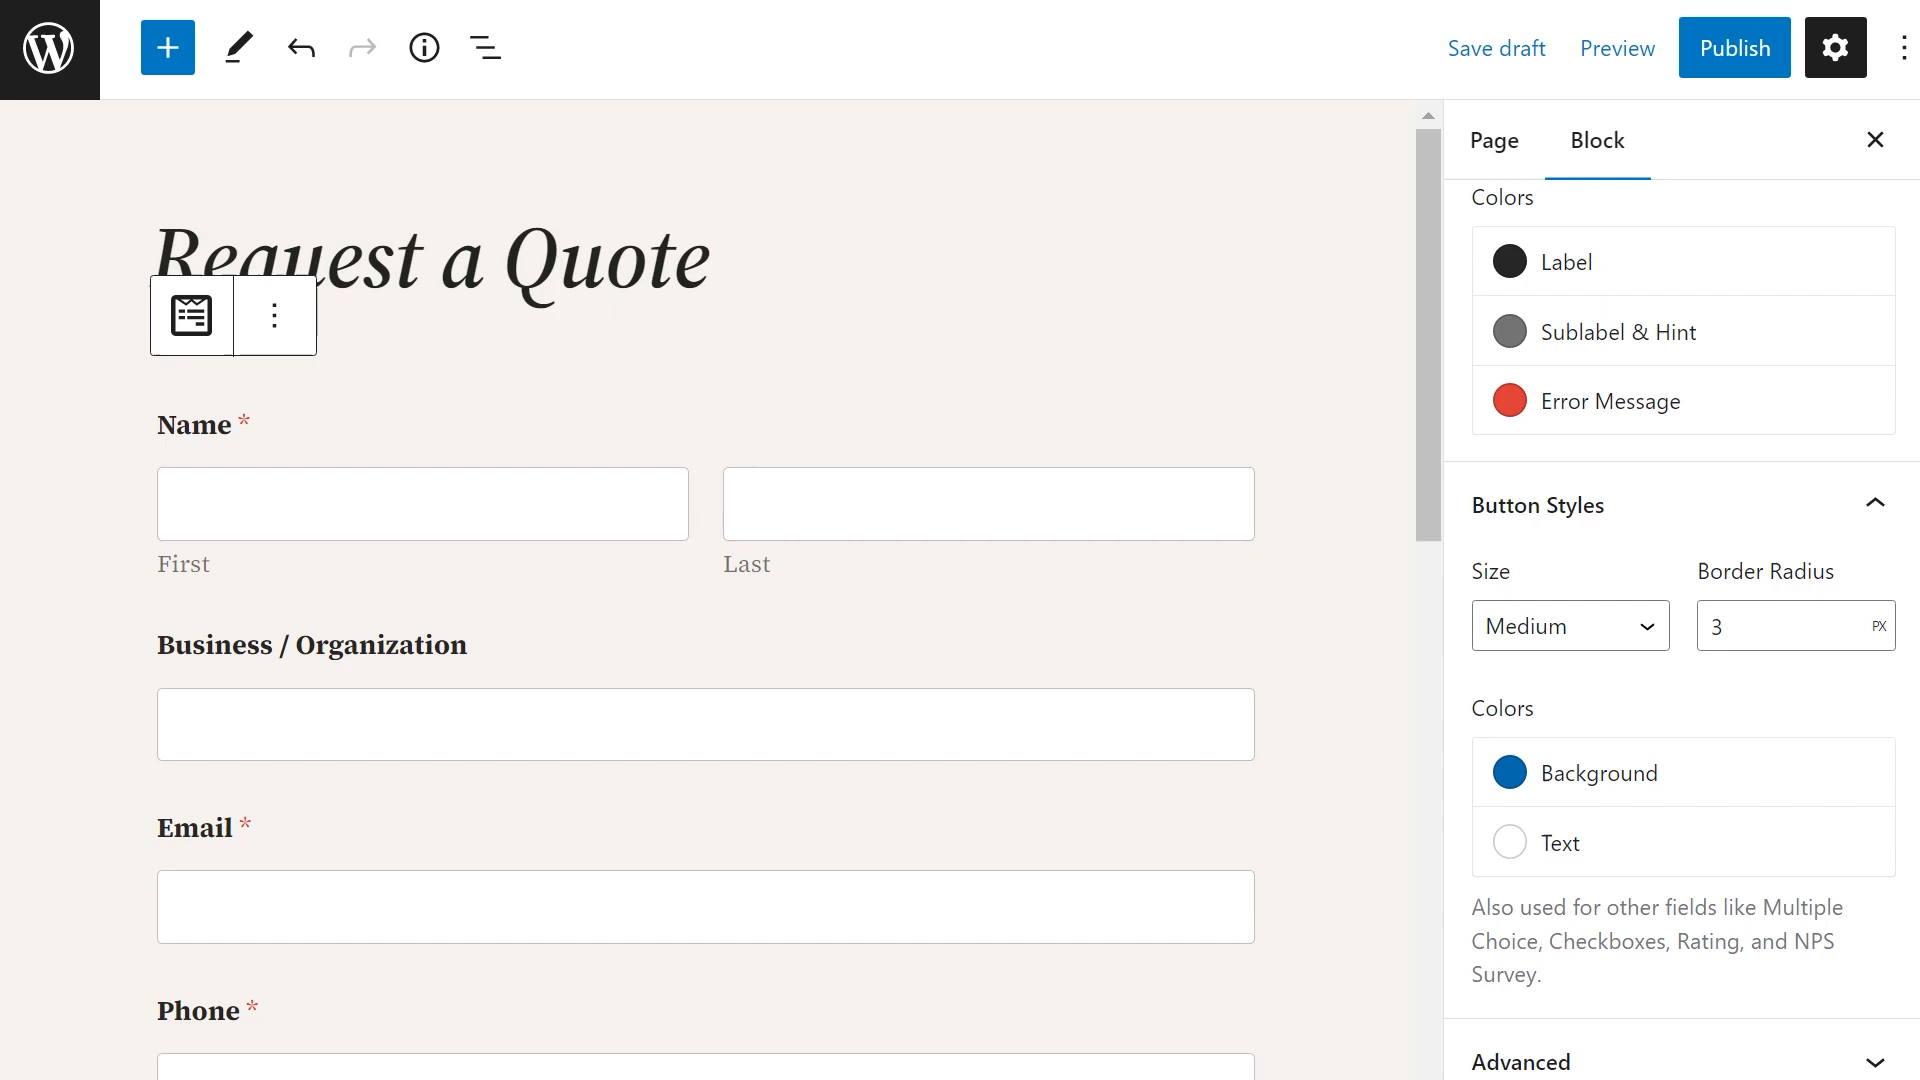 Save draft
Preview
Publish
Page
Block
Request a Quote
Name *
First
Last
Business / Organization
Email *
Phone *
Colors
Label
Sublabel & Hint
Error Message
Button Styles
Size
Border Radius
Medium
3
PX
Colors
Background
Text
Also used for other fields like Multiple
Choice, Checkboxes, Rating, and NPS
Survey.
Advanced